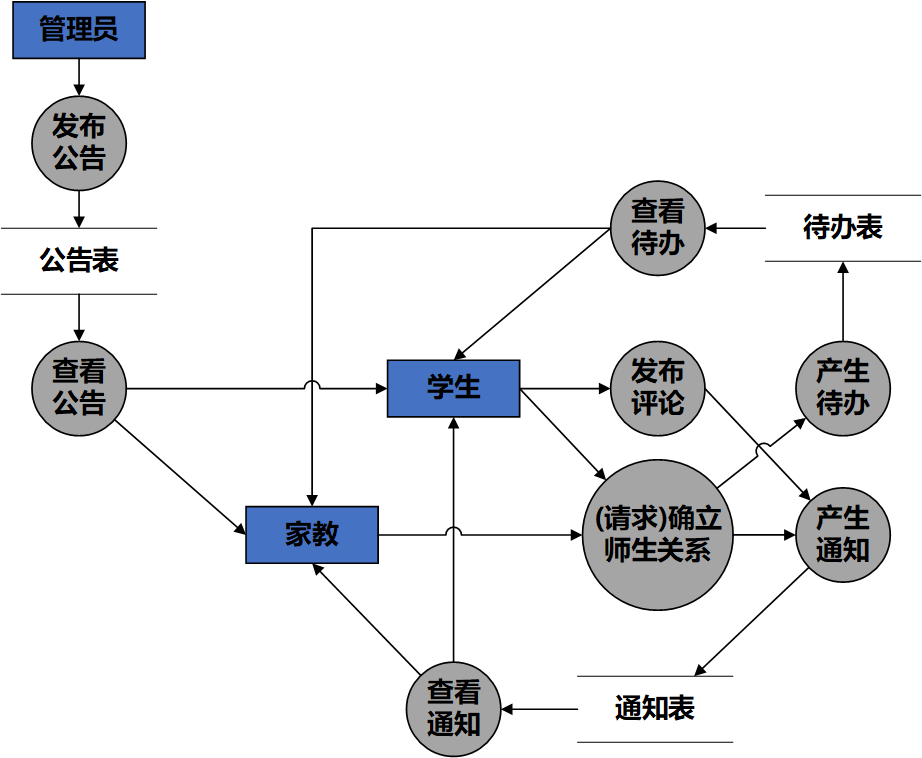 管理员
发布
公告
公告表
查看
公告
查看
待办
待办表
学生
发布
评论
产生
待办
家教
(请求)确立
师生关系
产生
通知
查看
通知
通知表